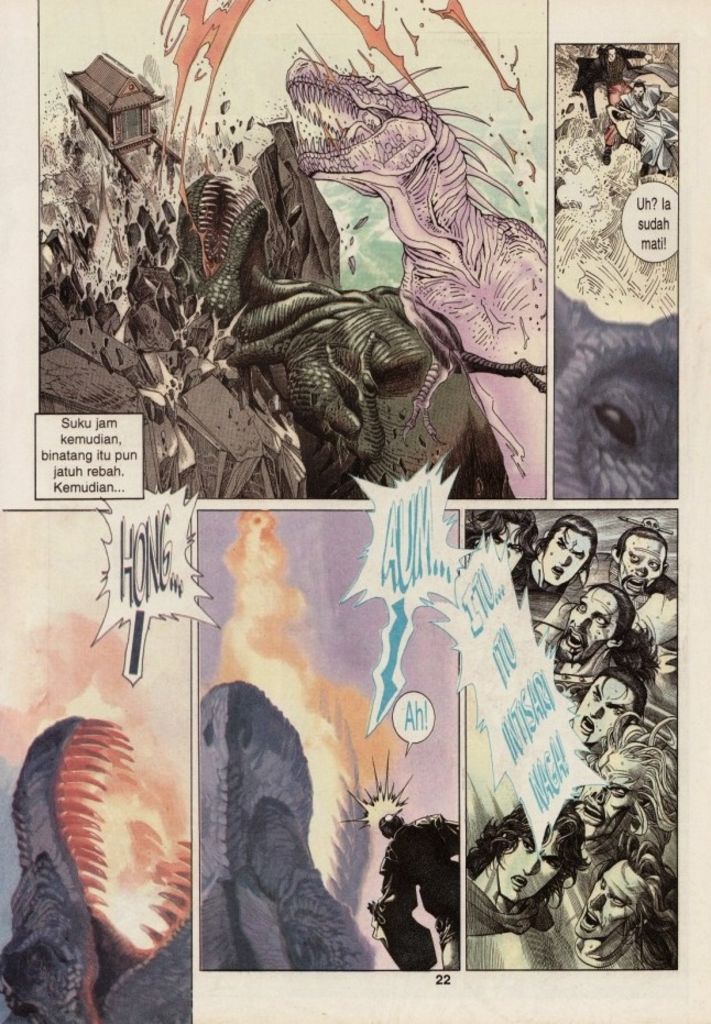 Uh? Ia
sudah
mati!
Suku jam
kemudian,
binatang itu pun
jatuh rebah.
Kemudian...
HONG...
AUM...
Ah!
ITU...
ITU
INTISARI
NAGA!
22